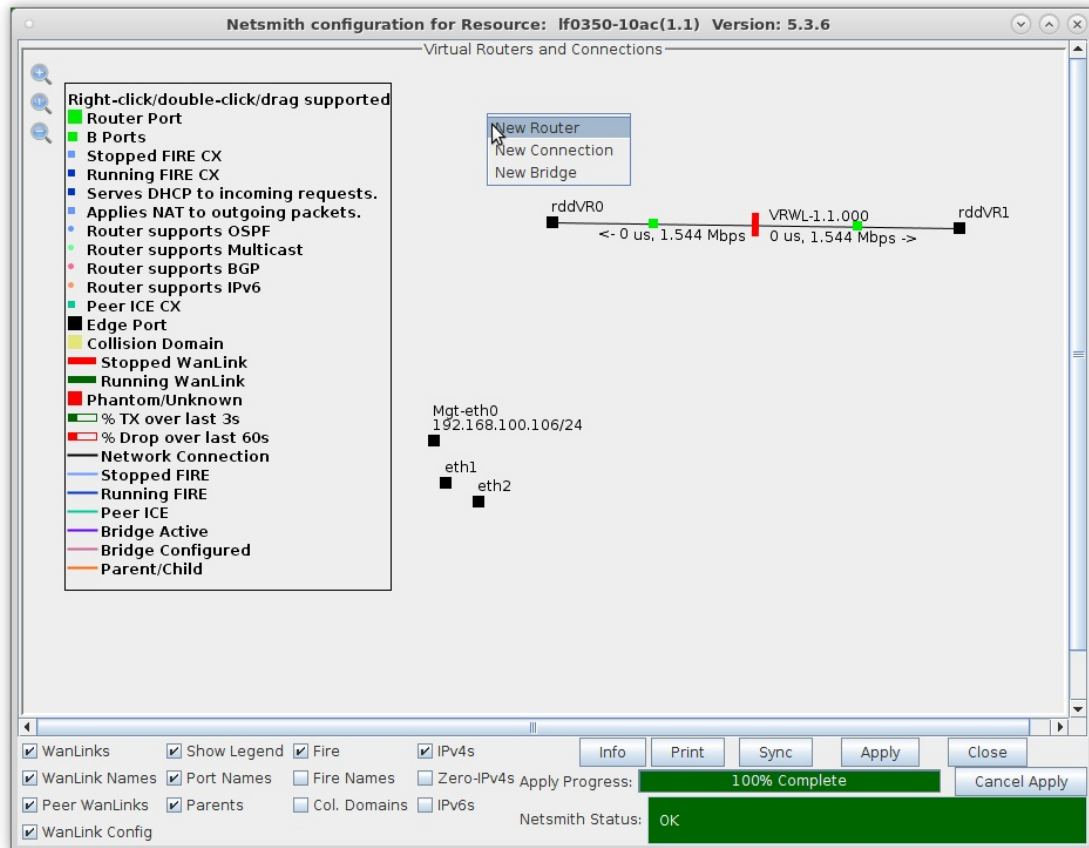 Netsmith configuration for Resource: lf0350-10ac(1.1) Version: 5.3.6
Virtual Routers and Connections
Right-click/double-click/drag supported
Router Port
B Ports
Stopped FIRE CX
Running FIRE CX
Serves DHCP to incoming requests.
Applies NAT to outgoing packets.
Router supports OSPF
Router supports Multicast
Router supports BGP
Router supports IPv6
Peer ICE CX
Edge Port
Collision Domain
Stopped WanLink
Running WanLink
Phantom/Unknown
% TX over last 3s
% Drop over last 60s
Network Connection
Stopped FIRE
Running FIRE
Peer ICE
Bridge Active
Bridge Configured
Parent/Child
New Router
New Connection
New Bridge
rddVR0
VRWL-1.1.000
rddVR1
<- 0 us, 1.544 Mbps
0 us, 1.544 Mbps ->
Mgt-eth0
192.168.100.106/24
eth1
eth2
WanLinks Show Legend Fire IPv4s Info Print Sync Apply Close
WanLink Names Port Names Fire Names Zero-IPv4s Apply Progress: 100% Complete Cancel Apply
Peer WanLinks Parents Col. Domains IPv6s Netsmith Status: OK
WanLink Config